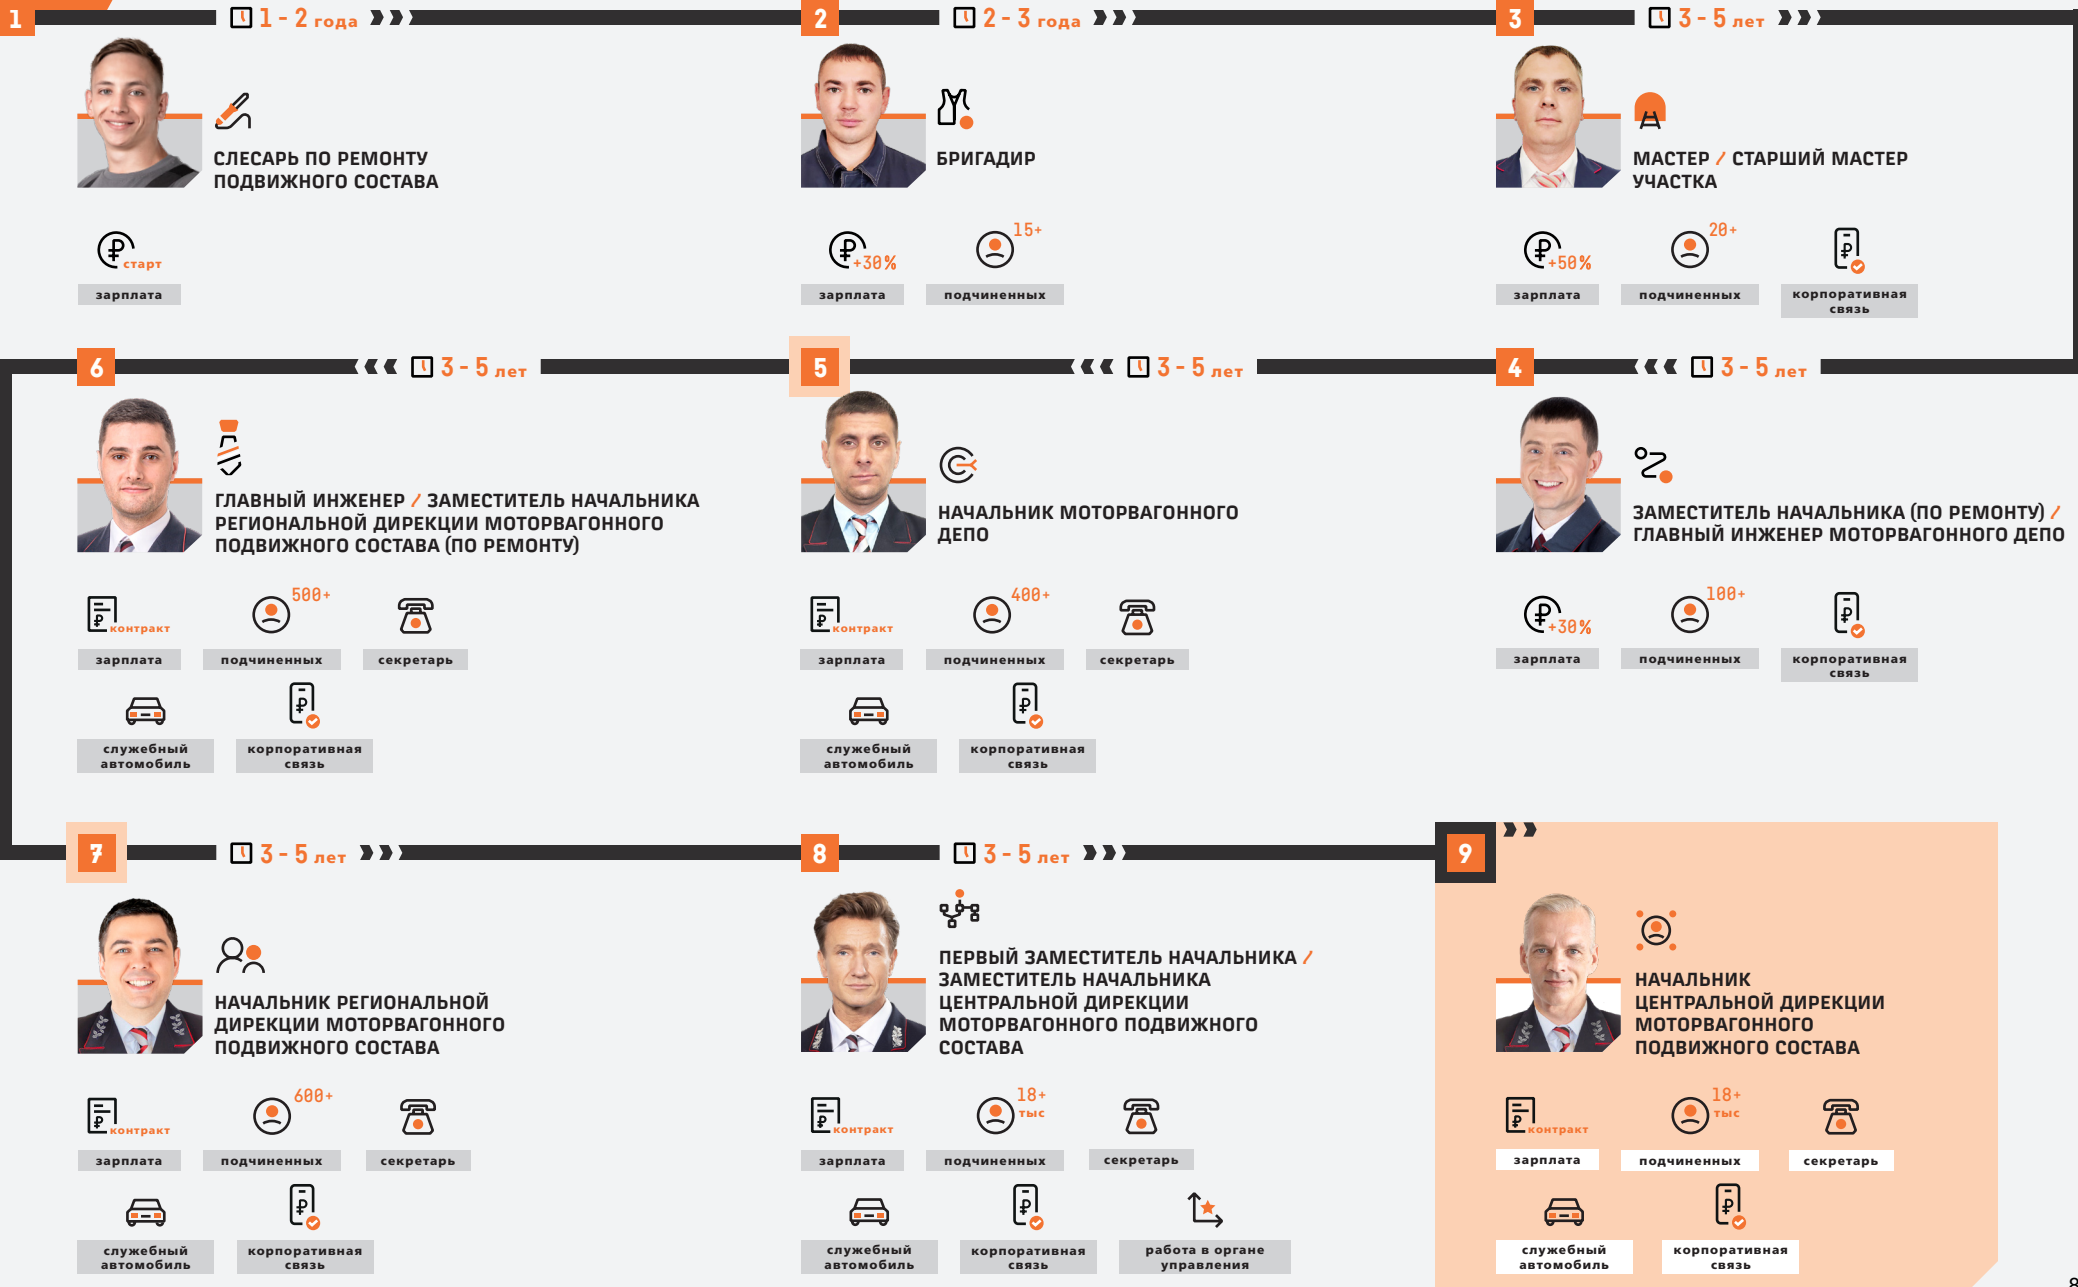 1
1 - 2 года
СЛЕСАРЬ ПО РЕМОНТУ
ПОДВИЖНОГО СОСТАВА
старт
зарплата
2
2 - 3 года
БРИГАДИР
+30%
зарплата
15+
подчиненных
3
3 - 5 лет
МАСТЕР / СТАРШИЙ МАСТЕР
УЧАСТКА
+50%
зарплата
20+
подчиненных
корпоративная
связь
4
3 - 5 лет
ЗАМЕСТИТЕЛЬ НАЧАЛЬНИКА (ПО РЕМОНТУ) /
ГЛАВНЫЙ ИНЖЕНЕР МОТОРВАГОННОГО ДЕПО
+30%
зарплата
100+
подчиненных
корпоративная
связь
5
3 - 5 лет
НАЧАЛЬНИК МОТОРВАГОННОГО
ДЕПО
контракт
зарплата
400+
подчиненных
секретарь
служебный
автомобиль
корпоративная
связь
6
3 - 5 лет
ГЛАВНЫЙ ИНЖЕНЕР / ЗАМЕСТИТЕЛЬ НАЧАЛЬНИКА
РЕГИОНАЛЬНОЙ ДИРЕКЦИИ МОТОРВАГОННОГО
ПОДВИЖНОГО СОСТАВА (ПО РЕМОНТУ)
контракт
зарплата
500+
подчиненных
секретарь
служебный
автомобиль
корпоративная
связь
7
3 - 5 лет
НАЧАЛЬНИК РЕГИОНАЛЬНОЙ
ДИРЕКЦИИ МОТОРВАГОННОГО
ПОДВИЖНОГО СОСТАВА
контракт
зарплата
600+
подчиненных
секретарь
служебный
автомобиль
корпоративная
связь
8
3 - 5 лет
ПЕРВЫЙ ЗАМЕСТИТЕЛЬ НАЧАЛЬНИКА /
ЗАМЕСТИТЕЛЬ НАЧАЛЬНИКА
ЦЕНТРАЛЬНОЙ ДИРЕКЦИИ
МОТОРВАГОННОГО ПОДВИЖНОГО
СОСТАВА
контракт
зарплата
18+
тыс
подчиненных
секретарь
служебный
автомобиль
корпоративная
связь
работа в органе
управления
9
НАЧАЛЬНИК
ЦЕНТРАЛЬНОЙ ДИРЕКЦИИ
МОТОРВАГОННОГО
ПОДВИЖНОГО СОСТАВА
контракт
зарплата
18+
тыс
подчиненных
секретарь
служебный
автомобиль
корпоративная
связь